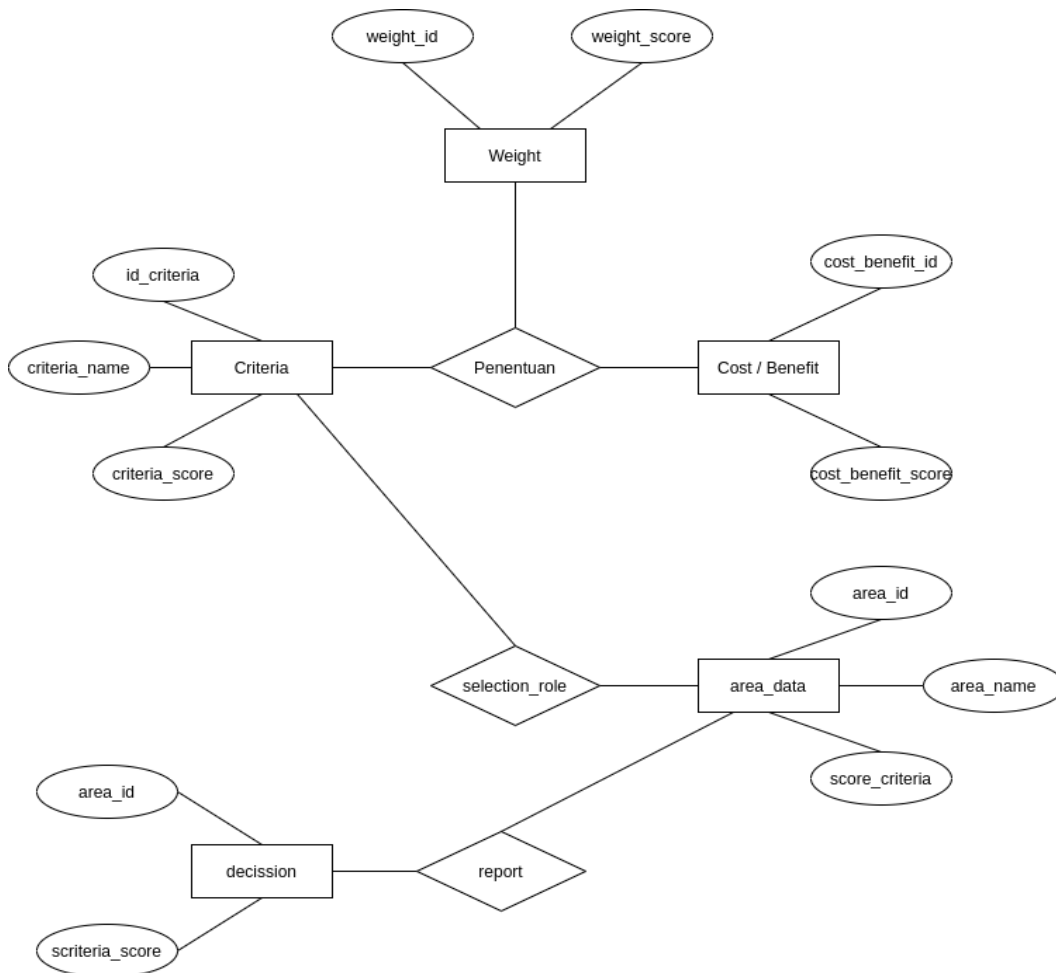 weight_id
weight_score
Weight
cost_benefit_id
id_criteria
criteria_name
Criteria
Penentuan
Cost / Benefit
criteria_score
cost_benefit_score
area_id
selection_role
area_data
area_name
score_criteria
area_id
decission
report
scriteria_score